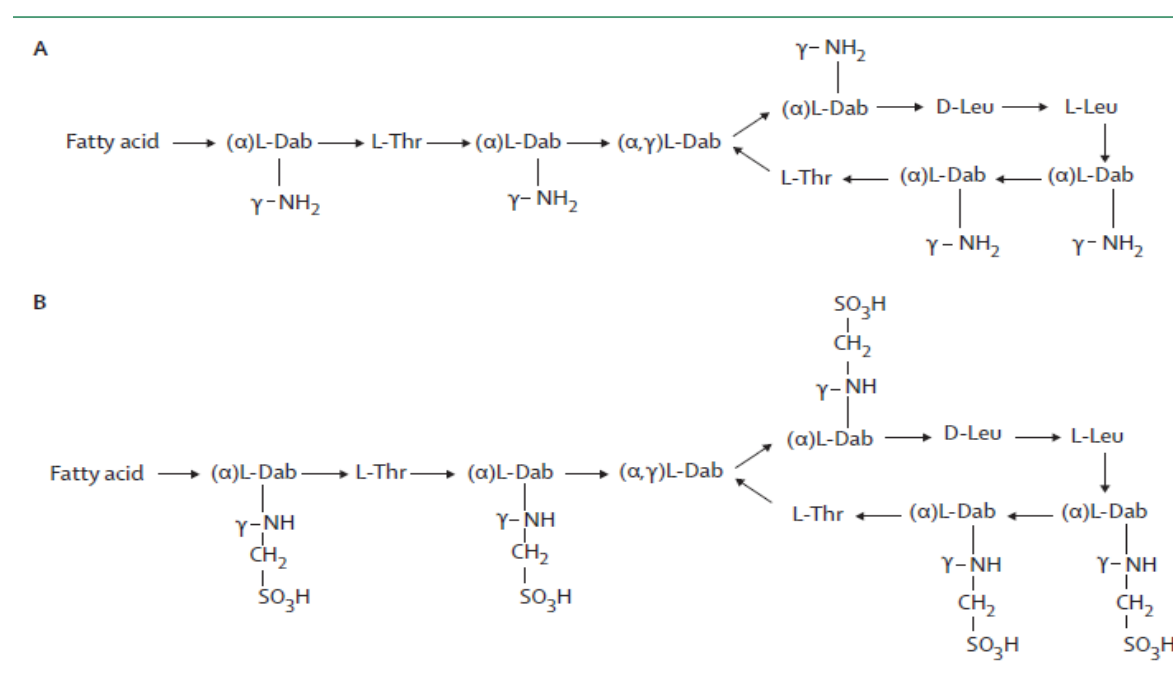 A
γ– NH₂
(α)L-Dab → D-Leu → L-Leu
Fatty acid → (α)L-Dab → L-Thr → (α)L-Dab → (α,γ)L-Dab
L-Thr ← (α)L-Dab ← (α)L-Dab
γ–NH₂ γ– NH₂
γ– NH₂ γ– NH₂
B
SO₃H
CH₂
γ–NH
(α)L-Dab → D-Leu → L-Leu
Fatty acid → (α)L-Dab → L-Thr → (α)L-Dab → (α,γ)L-Dab
L-Thr ← (α)L-Dab ← (α)L-Dab
γ–NH γ–NH
CH₂ CH₂
SO₃H SO₃H
γ–NH γ–NH
CH₂ CH₂
SO₃H SO₃H